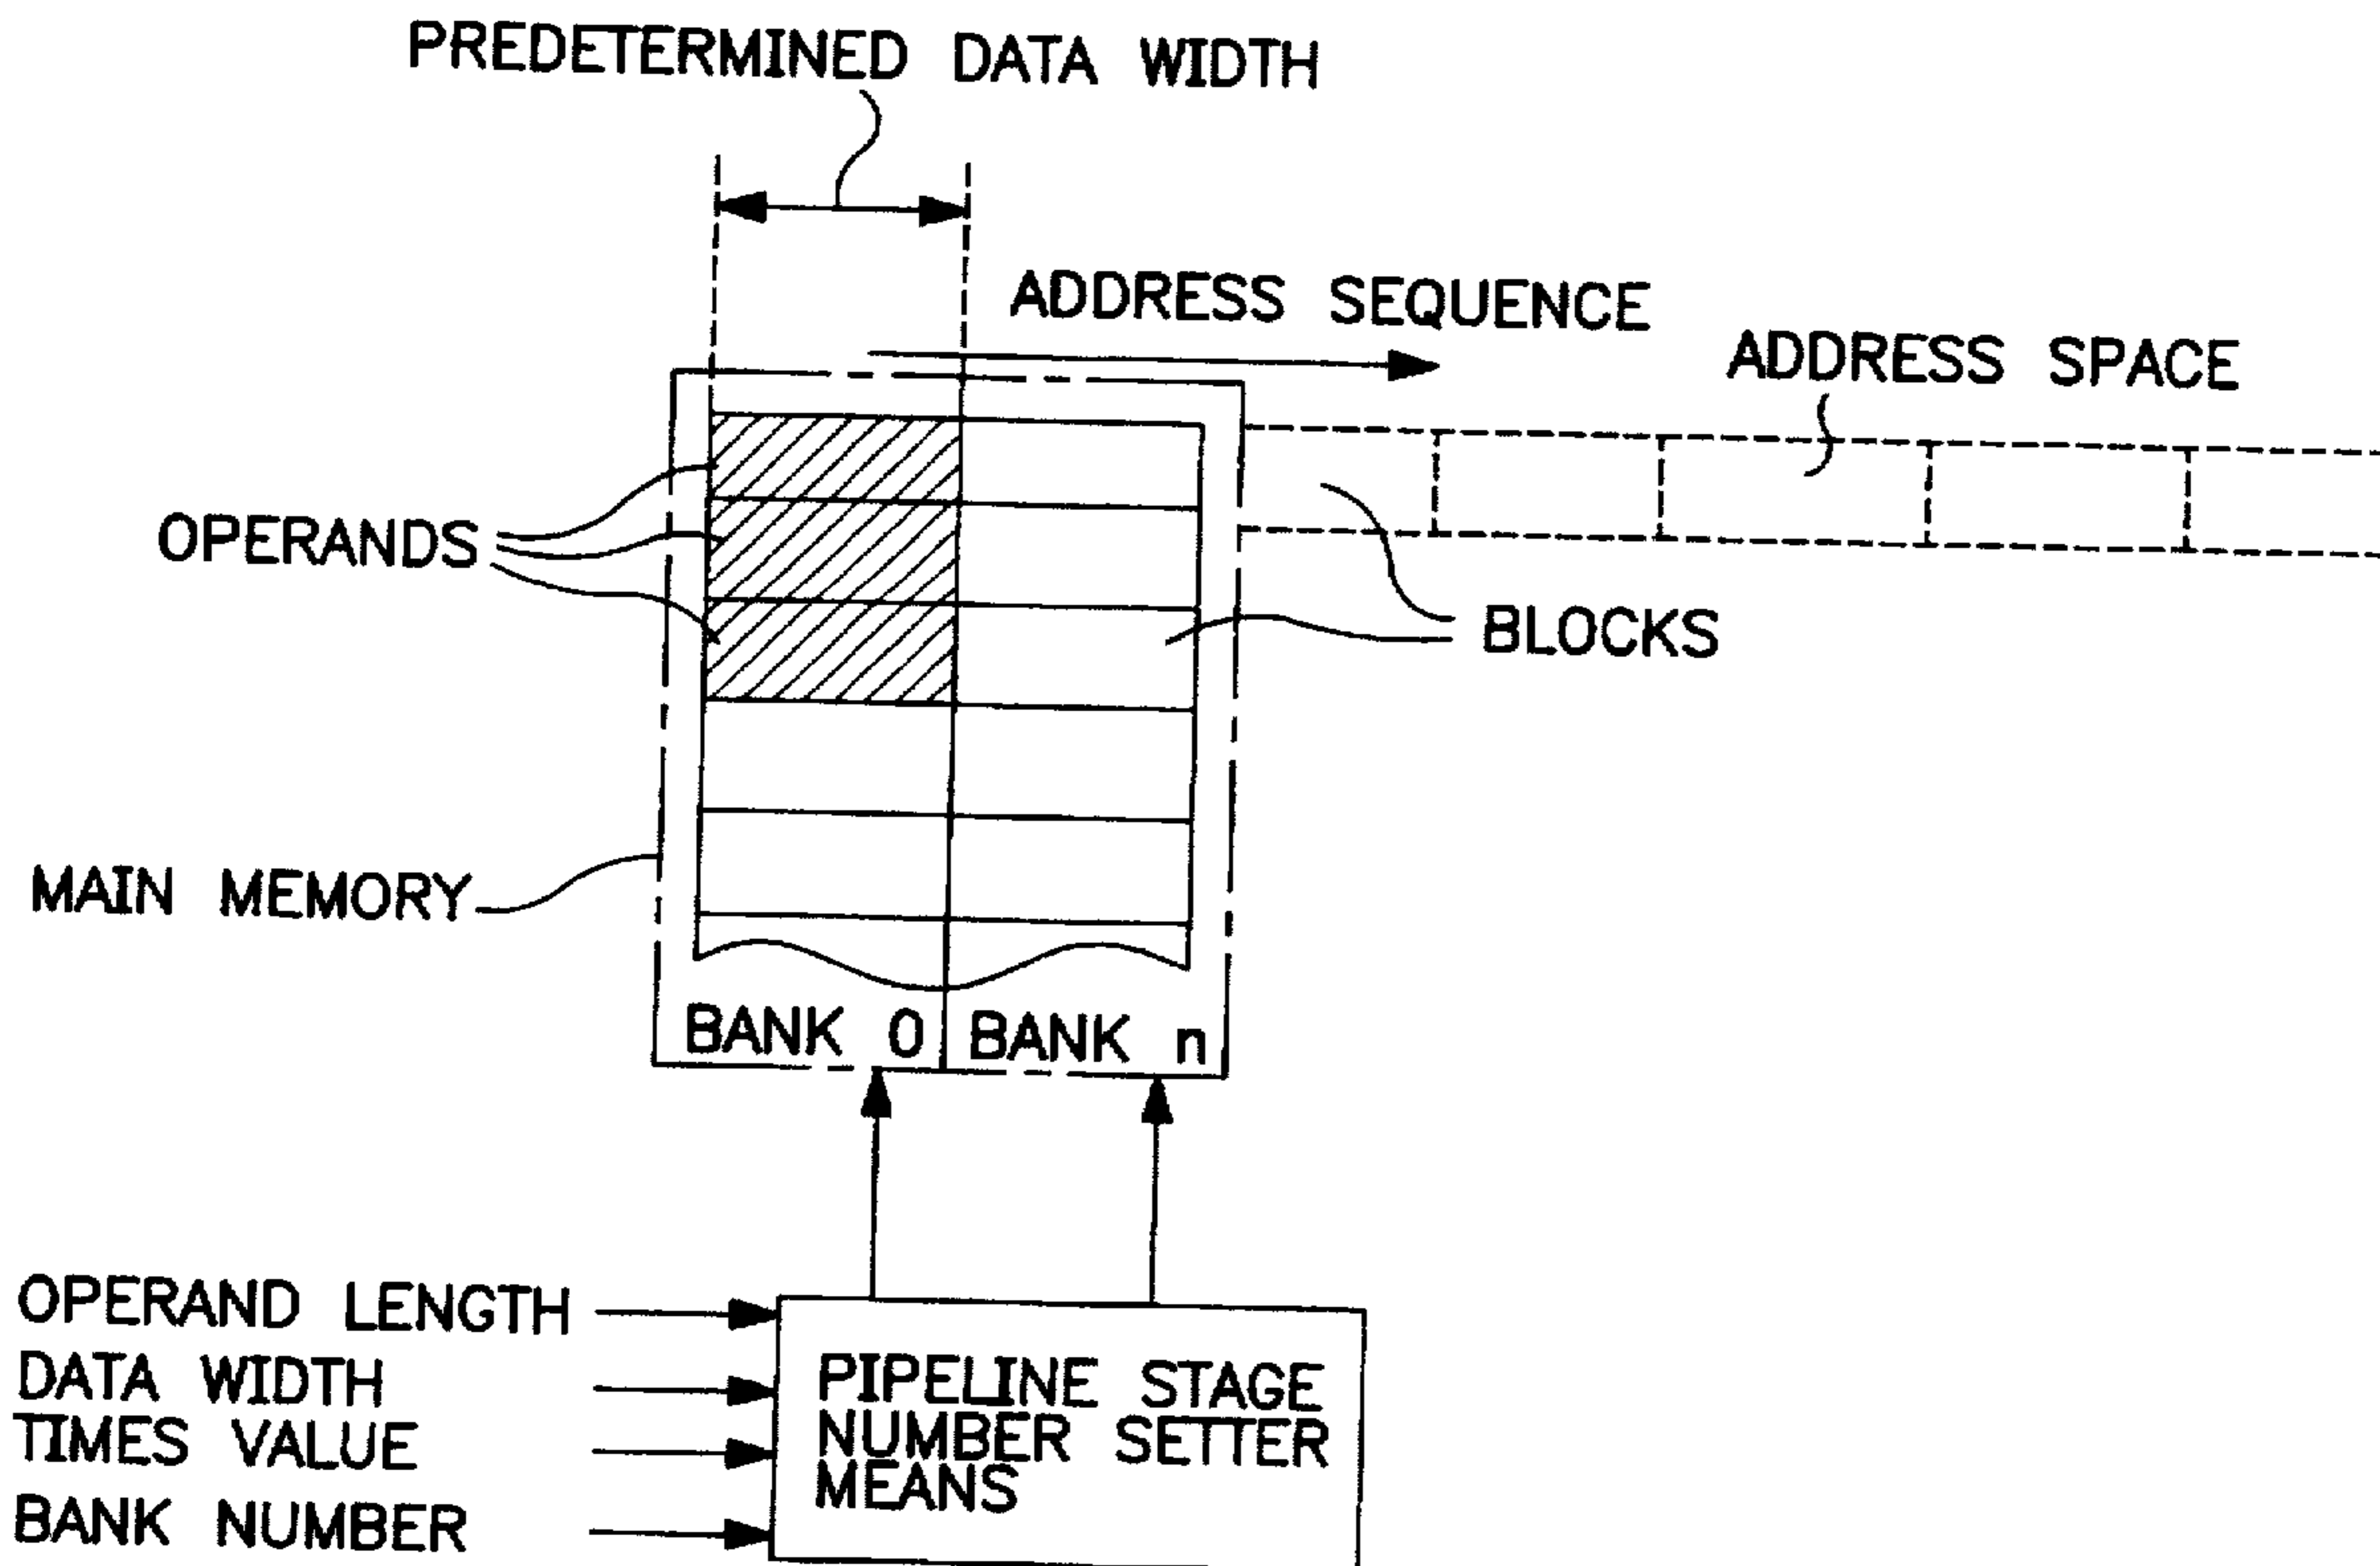 PREDETERMINED DATA WIDTH
ADDRESS SEQUENCE
ADDRESS SPACE
OPERANDS
BLOCKS
MAIN MEMORY
BANK 0 BANK n
OPERAND LENGTH
DATA WIDTH
TIMES VALUE
BANK NUMBER
PIPELINE STAGE
NUMBER SETTER
MEANS